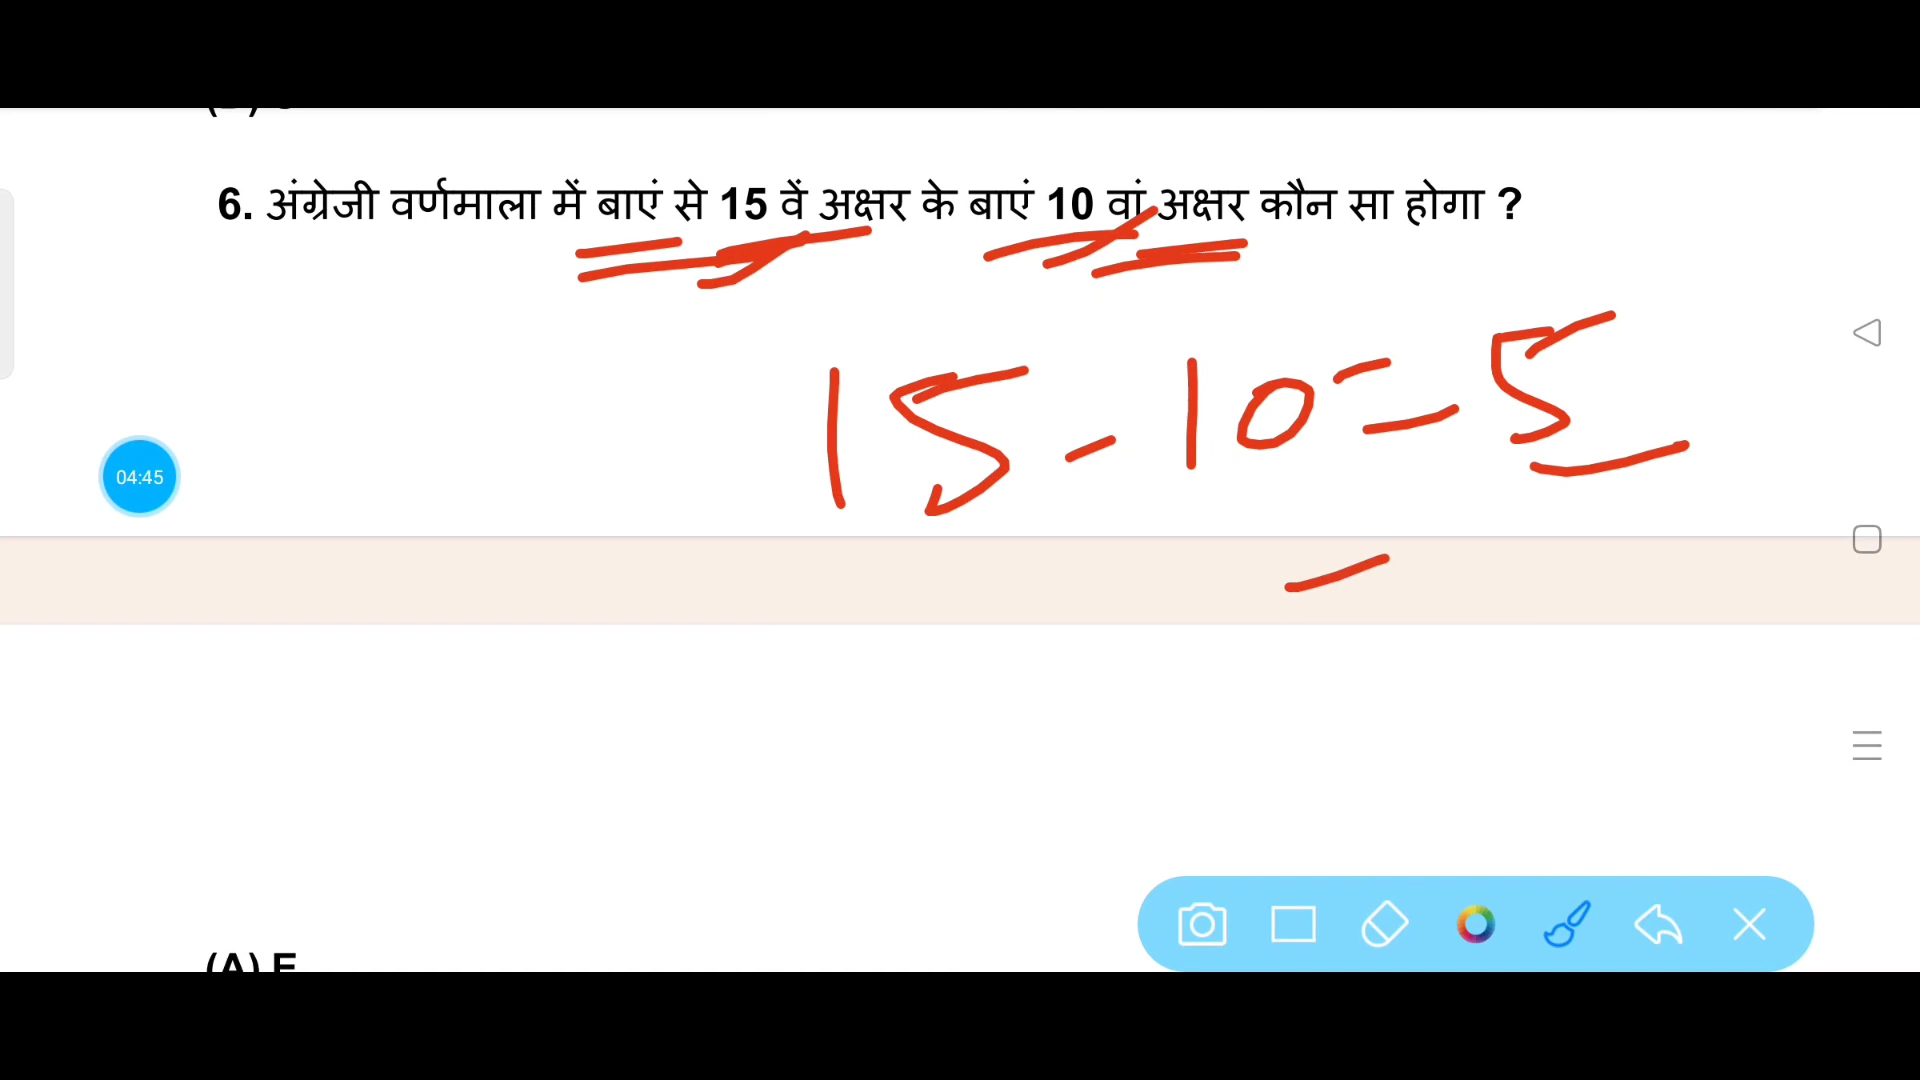 6. अंग्रेजी वर्णमाला में बाएं से 15 वें अक्षर के बाएं 10 वां अक्षर कौन सा होगा ?
15 - 10 = 5
04:45
(A)